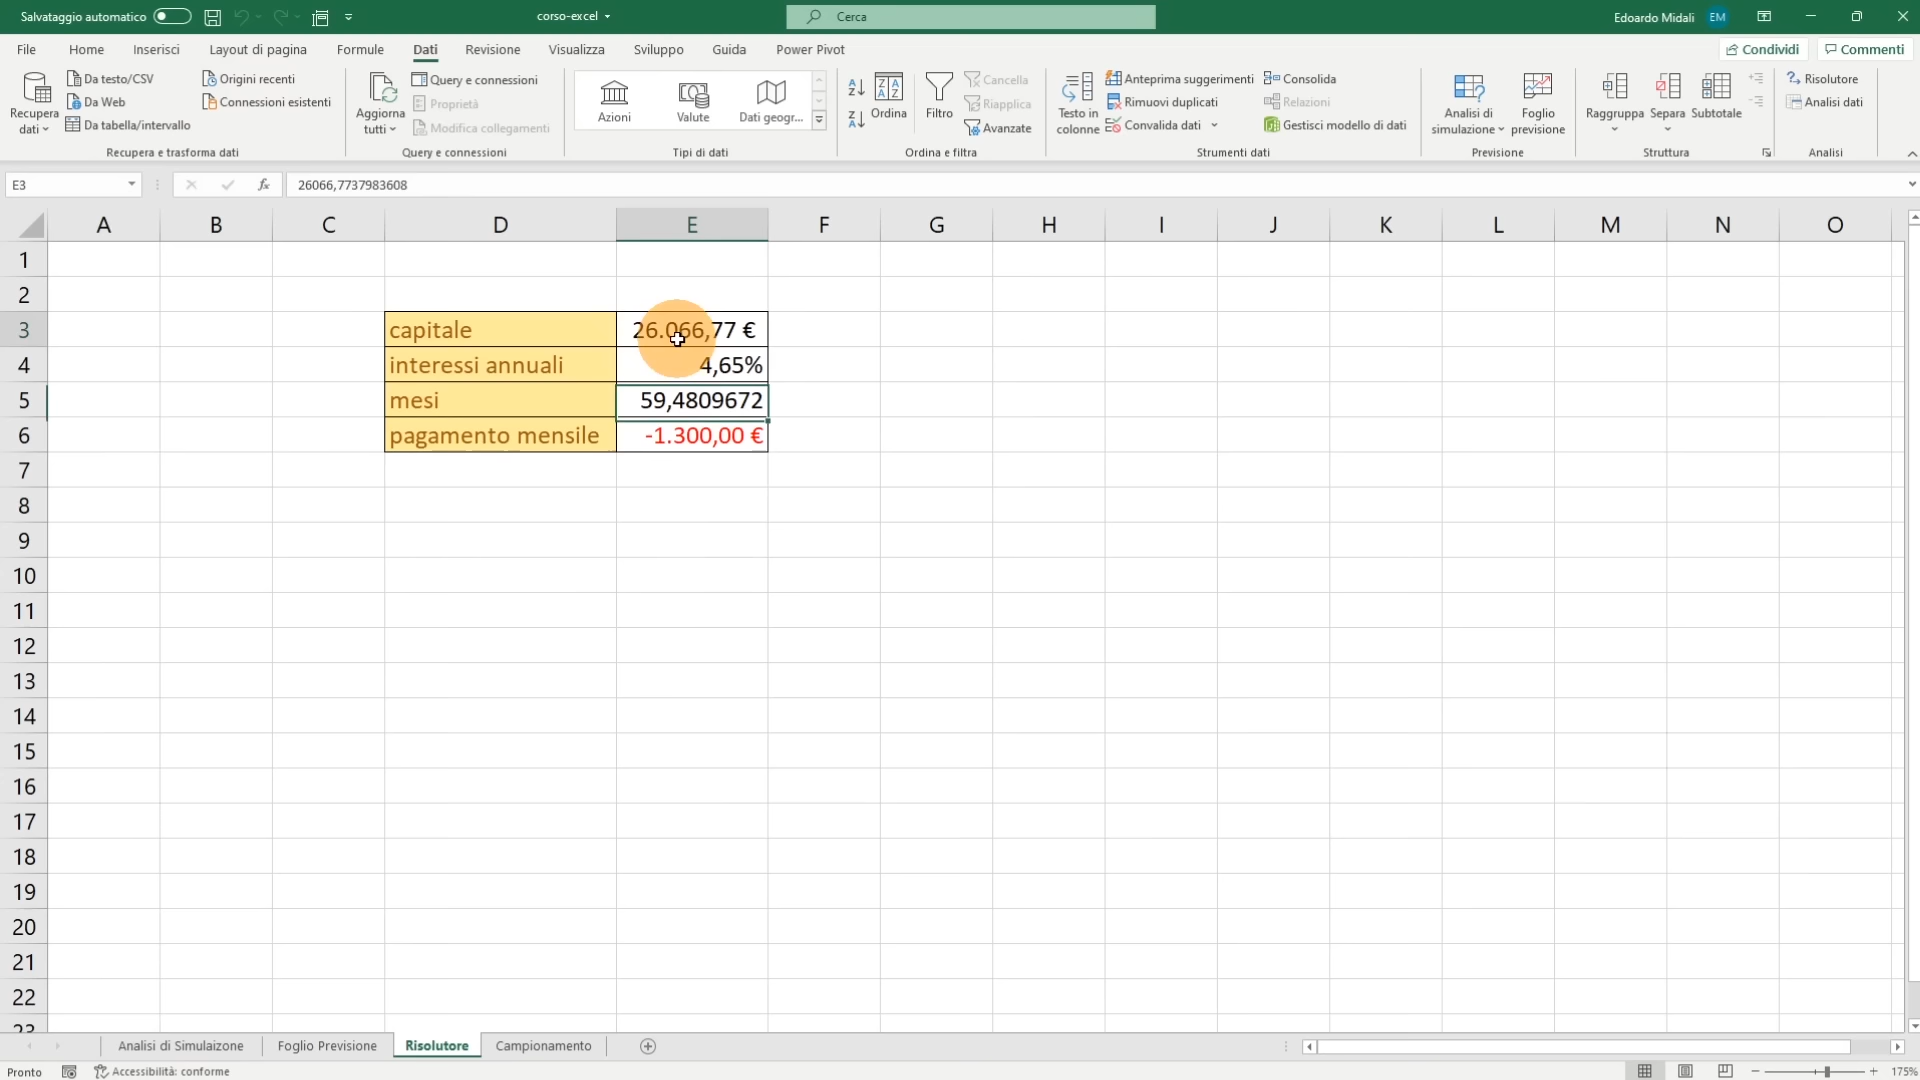 Salvataggio automatico
corso-excel
Cerca
Edoardo Midali
EM
File Home Inserisci Layout di pagina Formule Dati Revisione Visualizza Sviluppo Guida Power Pivot
Condividi Commenti
Recupera dati
Da testo/CSV
Da Web
Da tabella/intervallo
Origini recenti
Connessioni esistenti
Recupera e trasforma dati
Aggiorna tutti
Query e connessioni
Proprietà
Modifica collegamenti
Query e connessioni
Azioni Valute Dati geogr...
Tipi di dati
Ordina
Filtro
Cancella
Riapplica
Avanzate
Ordina e filtra
Testo in colonne
Anteprima suggerimenti
Rimuovi duplicati
Convalida dati
Consolida
Relazioni
Gestisci modello di dati
Strumenti dati
Analisi di simulazione
Foglio previsione
Previsione
Raggruppa Separa Subtotale
Struttura
Risolutore
Analisi dati
Analisi
E3
fx
26066,7737983608
A B C D E F G H I J K L M N O
1
2
3 capitale 26.066,77 €
4 interessi annuali 4,65%
5 mesi 59,4809672
6 pagamento mensile -1.300,00 €
7
8
9
10
11
12
13
14
15
16
17
18
19
20
21
22
23
Analisi di Simulaizone Foglio Previsione Risolutore Campionamento
Pronto
Accessibilità: conforme
175%